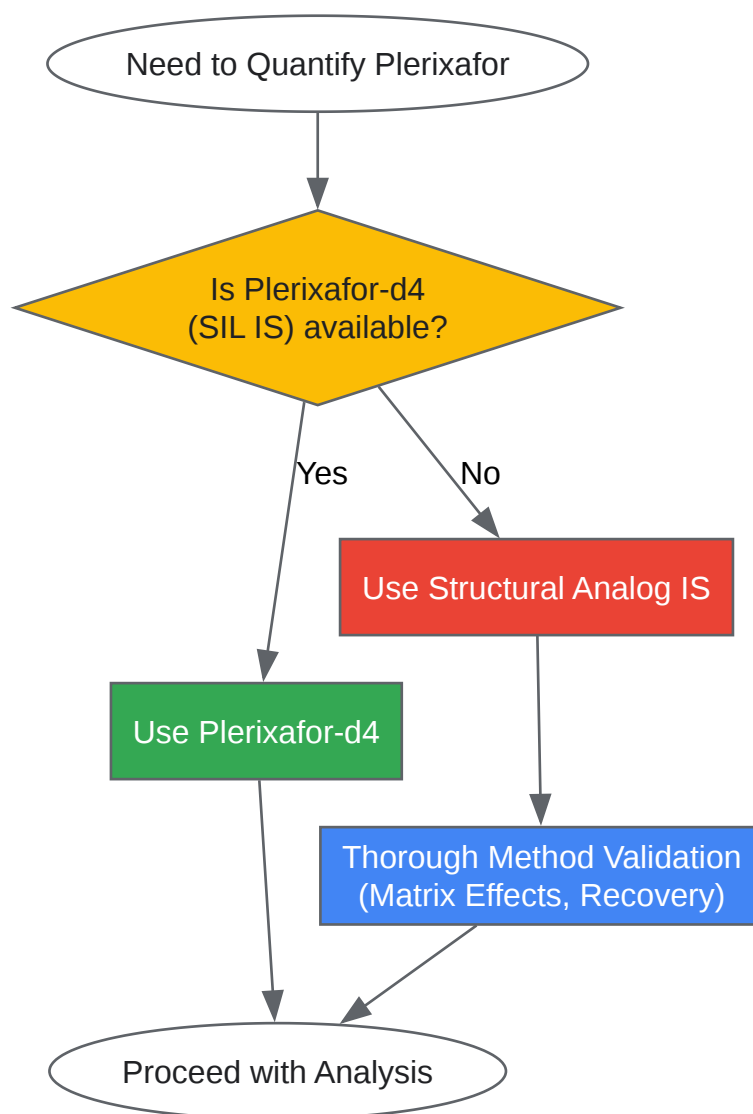 Need to Quantify Plerixafor
Is Plerixafor-d4
(SIL IS) available?
Yes
No
Use Structural Analog IS
Use Plerixafor-d4
Thorough Method Validation
(Matrix Effects, Recovery)
Proceed with Analysis